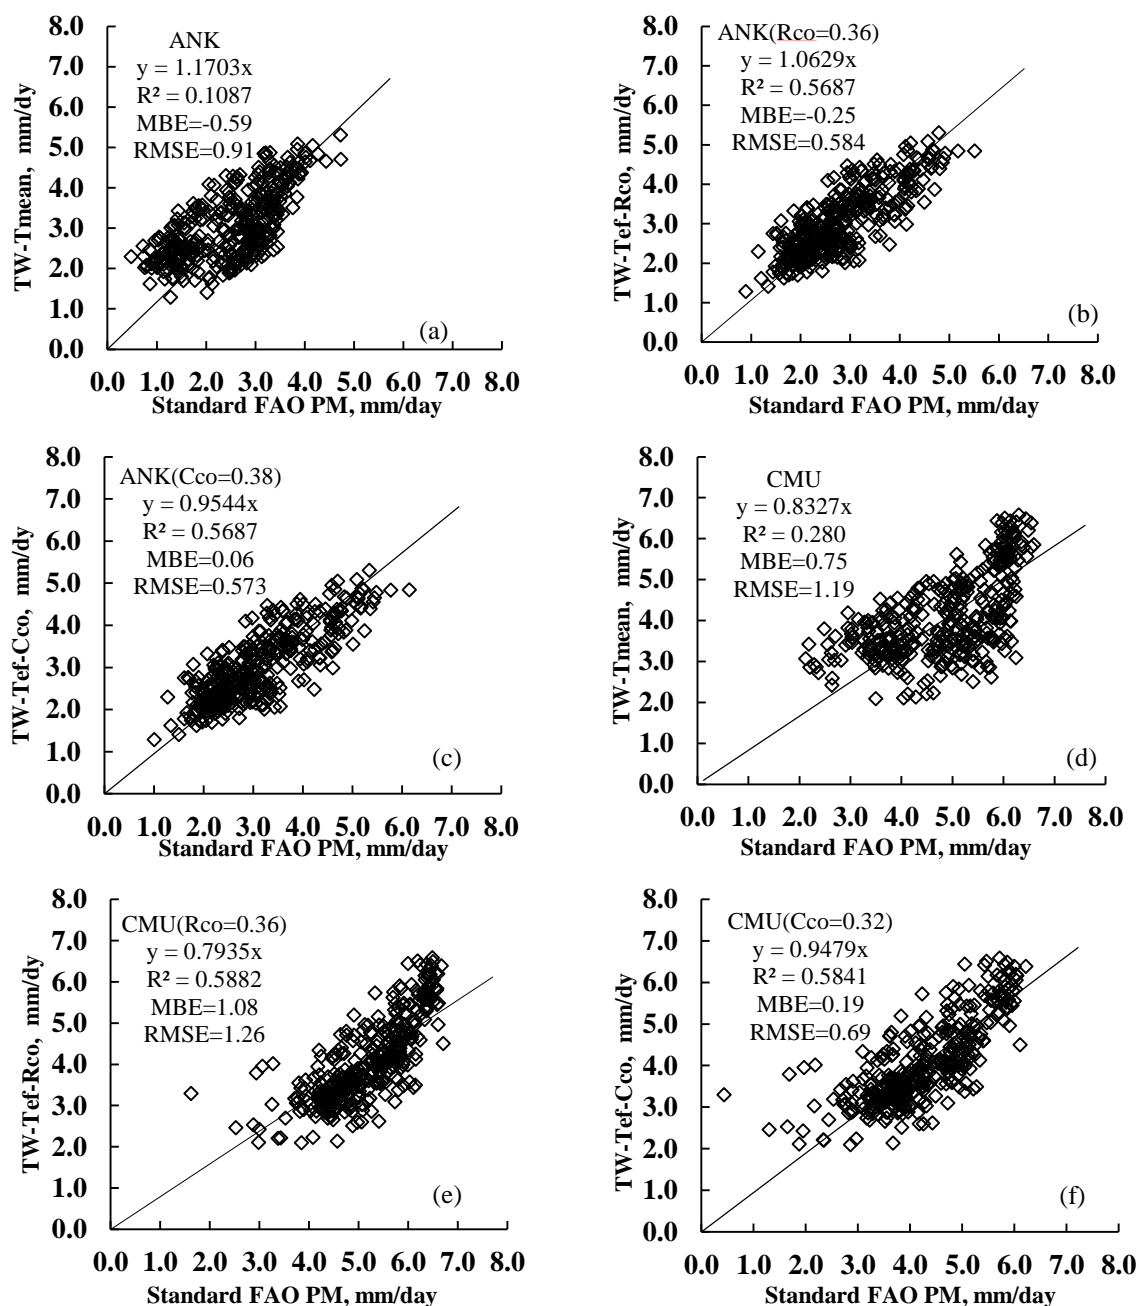 8.0
7.0
6.0
5.0
4.0
3.0
2.0
1.0
0.0
TW-Tmean, mm/dy
ANK
y = 1.1703x
R² = 0.1087
MBE=-0.59
RMSE=0.91
(a)
0.0 1.0 2.0 3.0 4.0 5.0 6.0 7.0 8.0
Standard FAO PM, mm/day
8.0
7.0
6.0
5.0
4.0
3.0
2.0
1.0
0.0
TW-Tef-Rco, mm/dy
ANK(Rco=0.36)
y = 1.0629x
R² = 0.5687
MBE=-0.25
RMSE=0.584
(b)
0.0 1.0 2.0 3.0 4.0 5.0 6.0 7.0 8.0
Standard FAO PM, mm/day
8.0
7.0
6.0
5.0
4.0
3.0
2.0
1.0
0.0
TW-Tef-Cco, mm/dy
ANK(Cco=0.38)
y = 0.9544x
R² = 0.5687
MBE=0.06
RMSE=0.573
(c)
0.0 1.0 2.0 3.0 4.0 5.0 6.0 7.0 8.0
Standard FAO PM, mm/day
8.0
7.0
6.0
5.0
4.0
3.0
2.0
1.0
0.0
TW-Tmean, mm/dy
CMU
y = 0.8327x
R² = 0.280
MBE=0.75
RMSE=1.19
(d)
0.0 1.0 2.0 3.0 4.0 5.0 6.0 7.0 8.0
Standard FAO PM, mm/day
8.0
7.0
6.0
5.0
4.0
3.0
2.0
1.0
0.0
TW-Tef-Rco, mm/dy
CMU(Rco=0.36)
y = 0.7935x
R² = 0.5882
MBE=1.08
RMSE=1.26
(e)
0.0 1.0 2.0 3.0 4.0 5.0 6.0 7.0 8.0
Standard FAO PM, mm/day
8.0
7.0
6.0
5.0
4.0
3.0
2.0
1.0
0.0
TW-Tef-Cco, mm/dy
CMU(Cco=0.32)
y = 0.9479x
R² = 0.5841
MBE=0.19
RMSE=0.69
(f)
0.0 1.0 2.0 3.0 4.0 5.0 6.0 7.0 8.0
Standard FAO PM, mm/day